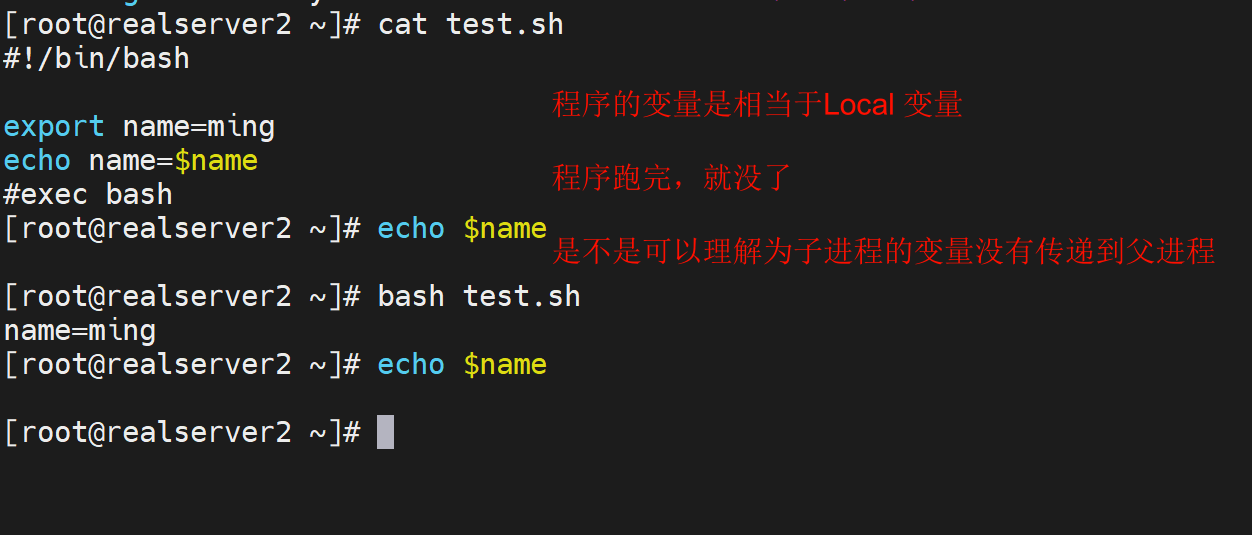 [root@realserver2 ~]# cat test.sh
#!/bin/bash
程序的变量是相当于Local 变量
export name=ming
echo name=$name
程序跑完，就没了
#exec bash
[root@realserver2 ~]# echo $name
是不是可以理解为子进程的变量没有传递到父进程
[root@realserver2 ~]# bash test.sh
name=ming
[root@realserver2 ~]# echo $name
[root@realserver2 ~]#